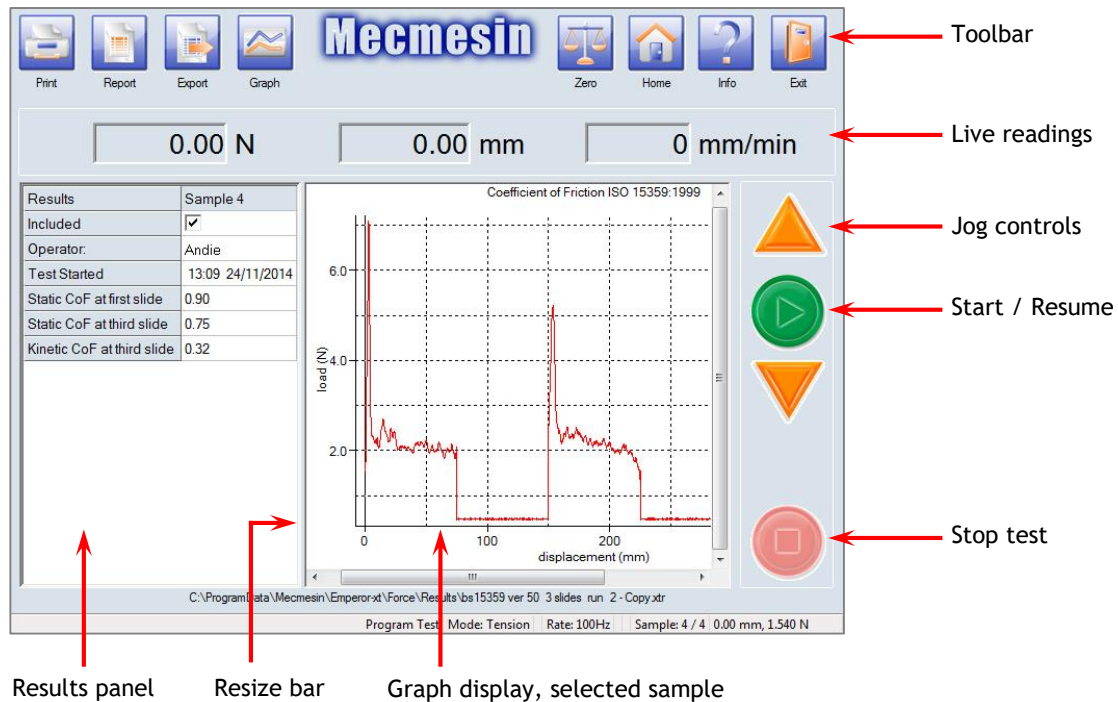 Mecmesin
Toolbar
Print Report Export Graph Zero Home Info Exit
0.00 N 0.00 mm 0 mm/min
Live readings
Results Sample 4
Included
Operator: Andie
Test Started 13:09 24/11/2014
Static CoF at first slide 0.90
Static CoF at third slide 0.75
Kinetic CoF at third slide 0.32
Coefficient of Friction ISO 15359:1999
6.0
4.0
2.0
load (N)
0 100 200
displacement (mm)
Jog controls
Start / Resume
Stop test
C:\ProgramData\Mecmesin\Emperor-xt\Force\Results\bs15359 ver 50 3 slides run 2 - Copy.xtr
Program Test Mode: Tension Rate: 100Hz Sample: 4 / 4 0.00 mm, 1.540 N
Results panel Resize bar Graph display, selected sample